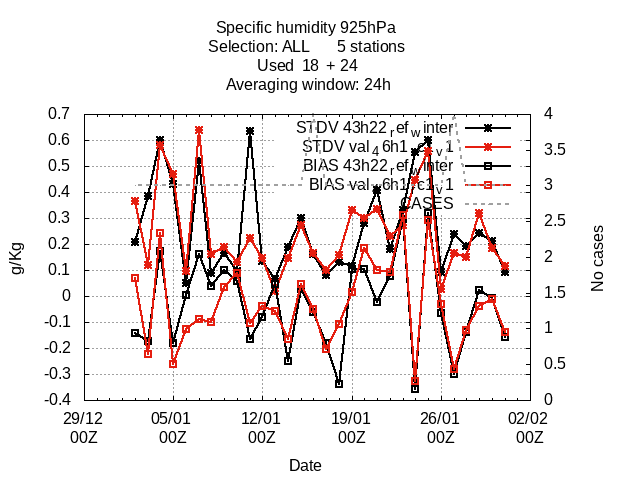 Specific humidity 925hPa
Selection: ALL 5 stations
Used 18 + 24
Averaging window: 24h
STDV 43h22_ref_winter
STDV val_46h1_rc1_v1
BIAS 43h22_ref_winter
BIAS val_46h1_rc1_v1
CASES
0.7
0.6
0.5
0.4
0.3
0.2
0.1
0
-0.1
-0.2
-0.3
-0.4
4
3.5
3
2.5
2
1.5
1
0.5
0
g/Kg
No cases
29/12 05/01 12/01 19/01 26/01 02/02
00Z 00Z 00Z 00Z 00Z 00Z
Date